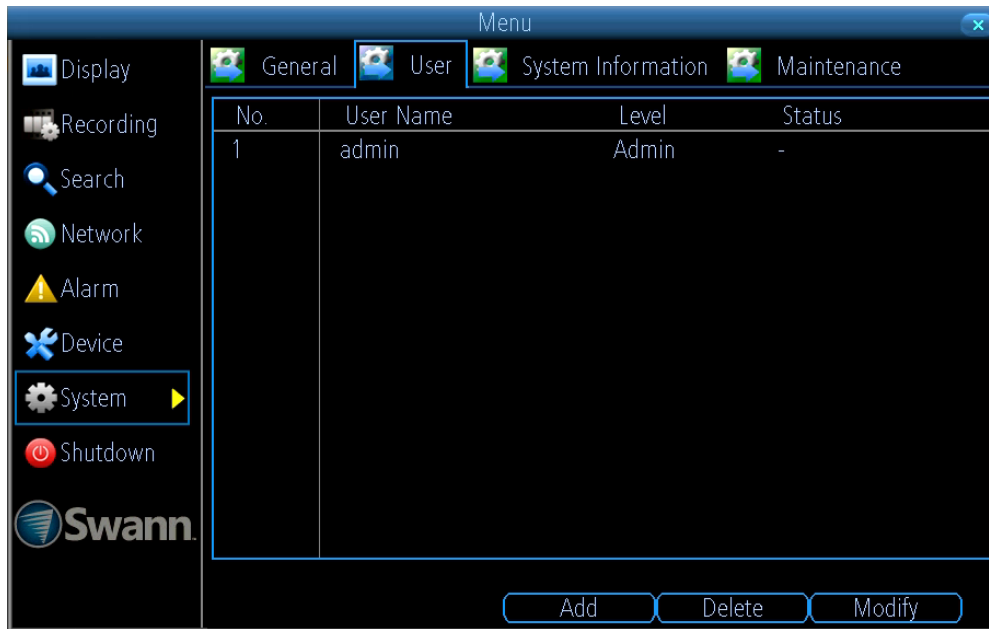 Menu
Display
Recording
Search
Network
Alarm
Device
System
Shutdown
Swann.
General User System Information Maintenance
No. User Name Level Status
1 admin Admin -
Add Delete Modify